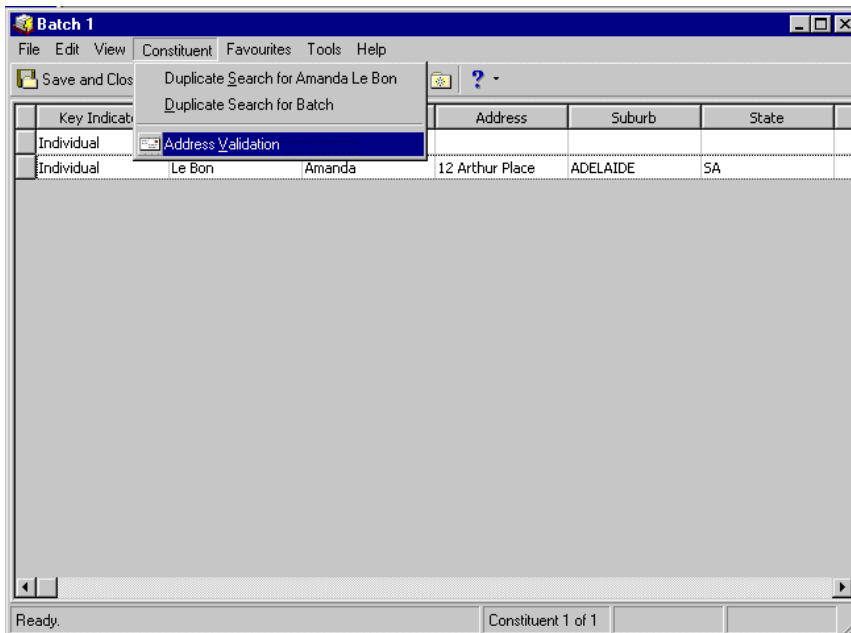 Batch 1
File Edit View Constituent Favourites Tools Help
Save and Clos ?
Duplicate Search for Amanda Le Bon
Duplicate Search for Batch
Address Validation
Key Indicat Address Suburb State
Individual
Individual Le Bon Amanda 12 Arthur Place ADELAIDE SA
Ready. Constituent 1 of 1